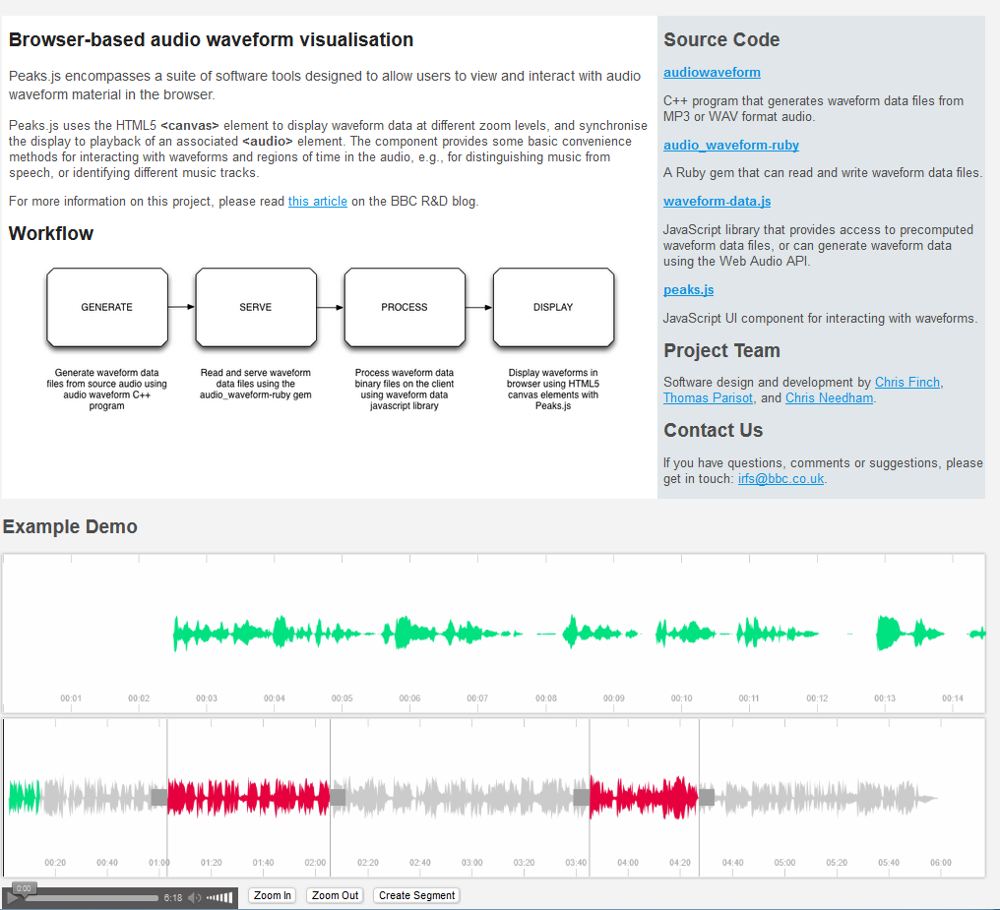 Browser-based audio waveform visualisation
Peaks.js encompasses a suite of software tools designed to allow users to view and interact with audio
waveform material in the browser.
Peaks.js uses the HTML5 <canvas> element to display waveform data at different zoom levels, and synchronise
the display to playback of an associated <audio> element. The component provides some basic convenience
methods for interacting with waveforms and regions of time in the audio, e.g., for distinguishing music from
speech, or identifying different music tracks.
For more information on this project, please read this article on the BBC R&D blog.
Workflow
GENERATE
SERVE
PROCESS
DISPLAY
Generate waveform data
files from source audio using
audio waveform C++
program
Read and serve waveform
data files using the
audio_waveform-ruby gem
Process waveform data
binary files on the client
using waveform data
javascript library
Display waveforms in
browser using HTML5
canvas elements with
Peaks.js
Source Code
audiowaveform
C++ program that generates waveform data files from
MP3 or WAV format audio.
audio_waveform-ruby
A Ruby gem that can read and write waveform data files.
waveform-data.js
JavaScript library that provides access to precomputed
waveform data files, or can generate waveform data
using the Web Audio API.
peaks.js
JavaScript UI component for interacting with waveforms.
Project Team
Software design and development by Chris Finch,
Thomas Parisot, and Chris Needham.
Contact Us
If you have questions, comments or suggestions, please
get in touch: irfs@bbc.co.uk.
Example Demo
00:01 00:02 00:03 00:04 00:05 00:06 00:07 00:08 00:09 00:10 00:11 00:12 00:13 00:14
00:20 00:40 01:00 01:20 01:40 02:00 02:20 02:40 03:00 03:20 03:40 04:00 04:20 04:40 05:00 05:20 05:40 06:00
0:00 6:18 Zoom In Zoom Out Create Segment